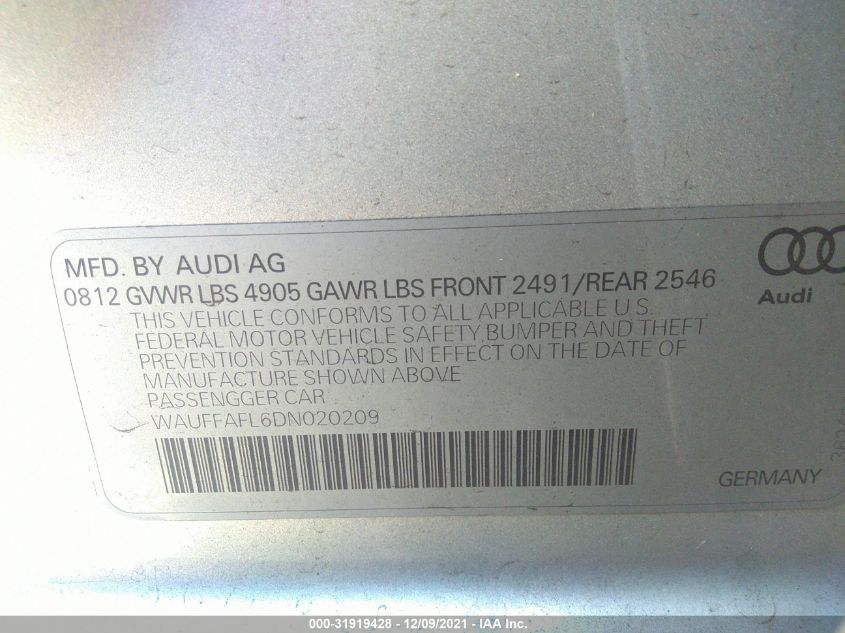 MFD. BY AUDI AG
0812 GVWR LBS 4905 GAWR LBS FRONT 2491/REAR 2546
THIS VEHICLE CONFORMS TO ALL APPLICABLE U S
FEDERAL MOTOR VEHICLE SAFETY, BUMPER AND THEFT
PREVENTION STANDARDS IN EFFECT ON THE DATE OF
MANUFACTURE SHOWN ABOVE
PASSENGGER CAR
WAUFFAFL6DN020209
Audi
GERMANY
000-31919428 - 12/09/2021 - IAA Inc.